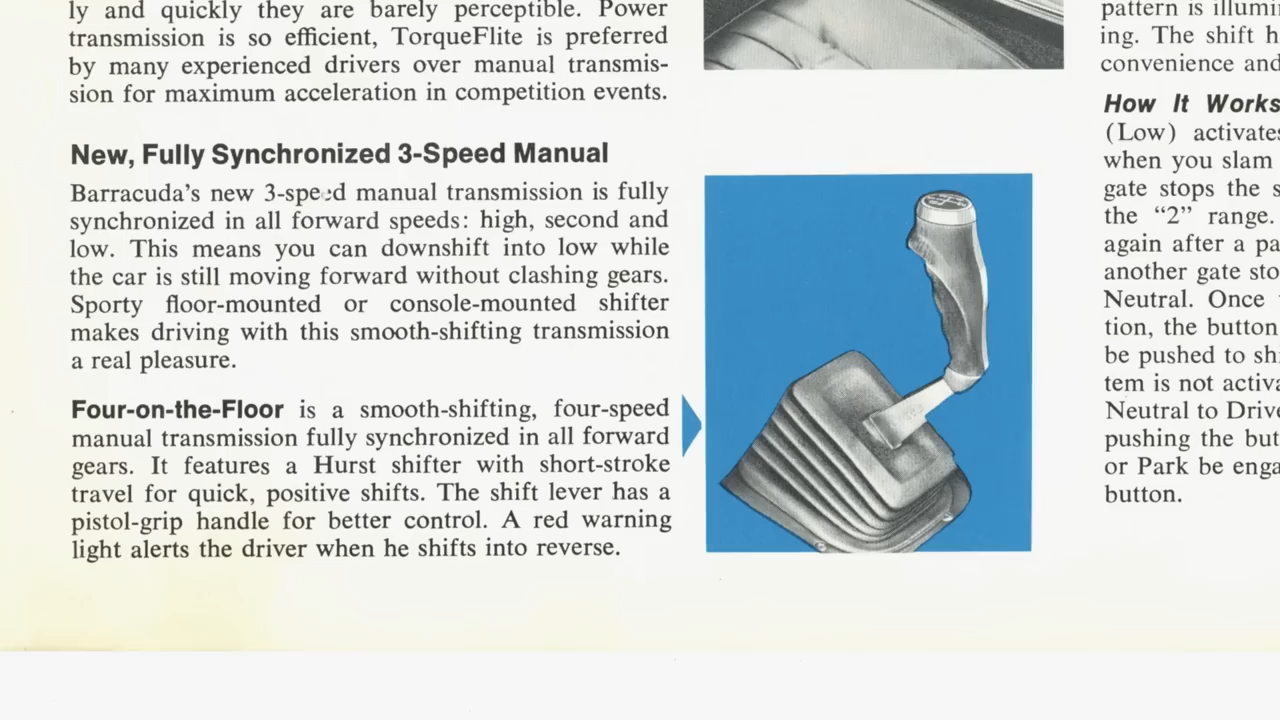 ly and quickly they are barely perceptible. Power
transmission is so efficient, TorqueFlite is preferred
by many experienced drivers over manual transmis-
sion for maximum acceleration in competition events.
New, Fully Synchronized 3-Speed Manual
Barracuda's new 3-speed manual transmission is fully
synchronized in all forward speeds: high, second and
low. This means you can downshift into low while
the car is still moving forward without clashing gears.
Sporty floor-mounted or console-mounted shifter
makes driving with this smooth-shifting transmission
a real pleasure.
Four-on-the-Floor is a smooth-shifting, four-speed
manual transmission fully synchronized in all forward
gears. It features a Hurst shifter with short-stroke
travel for quick, positive shifts. The shift lever has a
pistol-grip handle for better control. A red warning
light alerts the driver when he shifts into reverse.
pattern is illumin
ing. The shift h
convenience and
How It Works
(Low) activates
when you slam
gate stops the s
the “2” range.
again after a pa
another gate sto
Neutral. Once
tion, the button
be pushed to shi
tem is not activa
Neutral to Drive
pushing the but
or Park be enga
button.